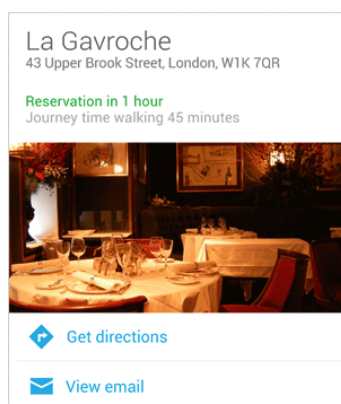 La Gavroche
43 Upper Brook Street, London, W1K 7QR
Reservation in 1 hour
Journey time walking 45 minutes
Get directions
View email